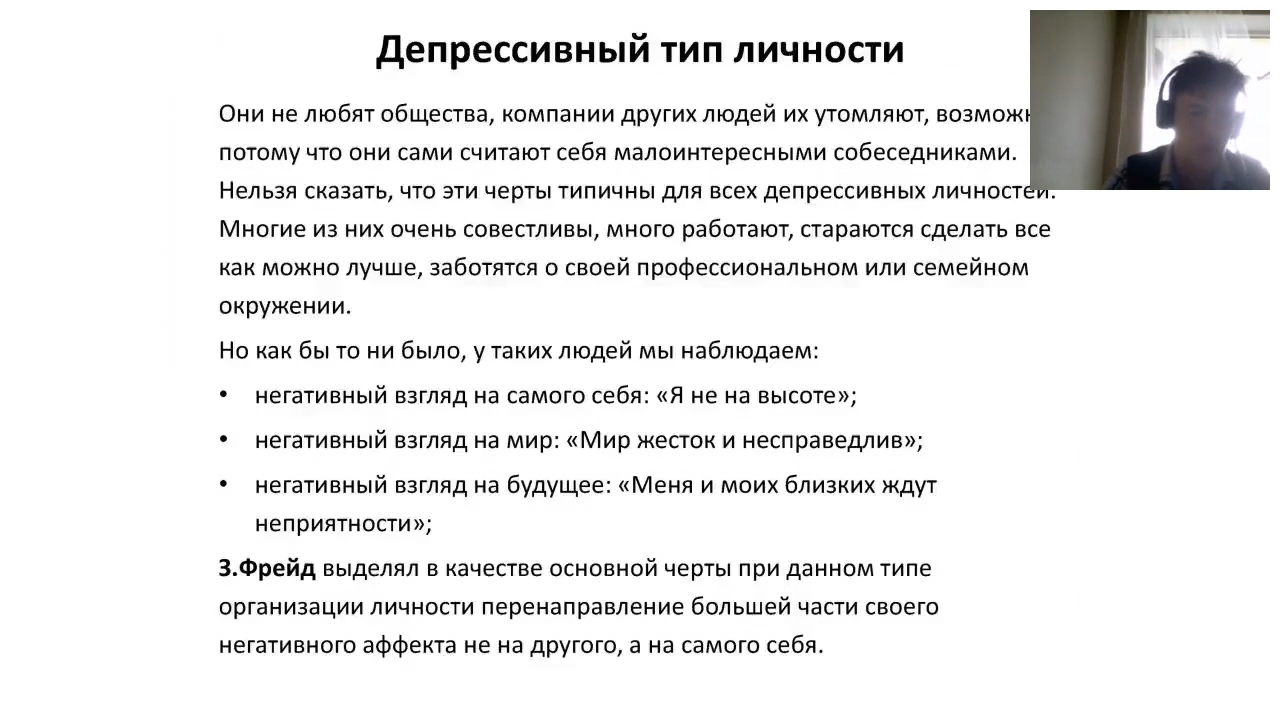 Депрессивный тип личности
Они не любят общества, компании других людей их утомляют,
потому что они сами считают себя малоинтересными собеседниками.
Нельзя сказать, что эти черты типичны для всех депрессивных личностей.
Многие из них очень совестливы, много работают, стараются сделать все
как можно лучше, заботятся о своей профессиональном или семейном
окружении.
Но как бы то ни было, у таких людей мы наблюдаем:
• негативный взгляд на самого себя: «Я не на высоте»;
• негативный взгляд на мир: «Мир жесток и несправедлив»;
• негативный взгляд на будущее: «Меня и моих близких ждут
неприятности»;
З.Фрейд выделял в качестве основной черты при данном типе
организации личности перенаправление большей части своего
негативного аффекта не на другого, а на самого себя.